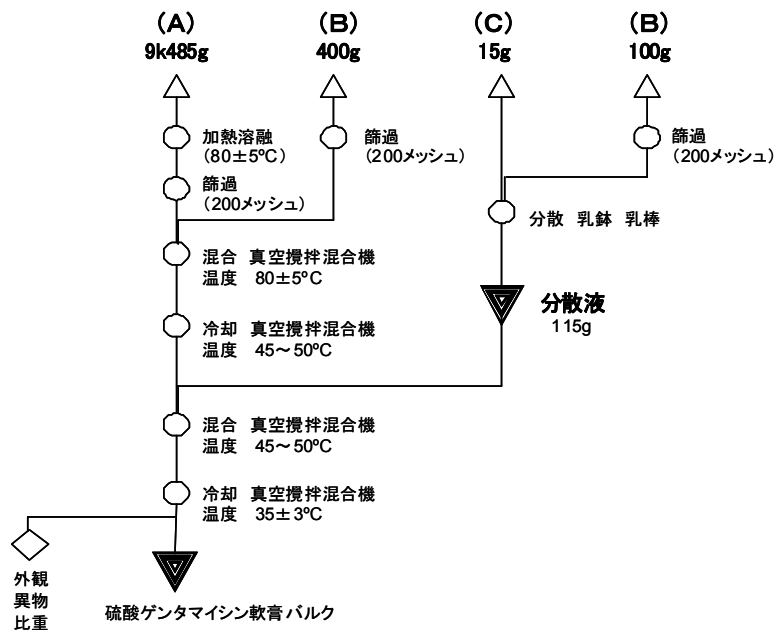 (A) (B) (C) (B)
9k485g 400g 15g 100g
加熱溶融
(80±5℃)
篩過
(200メッシュ)
篩過
(200メッシュ)
篩過
(200メッシュ)
分散 乳鉢 乳棒
混合 真空攪拌混合機
温度 80±5℃
分散液
115g
冷却 真空攪拌混合機
温度 45～50℃
混合 真空攪拌混合機
温度 45～50℃
冷却 真空攪拌混合機
温度 35±3℃
外観
異物
比重
硫酸ゲンタマイシン軟膏バルク